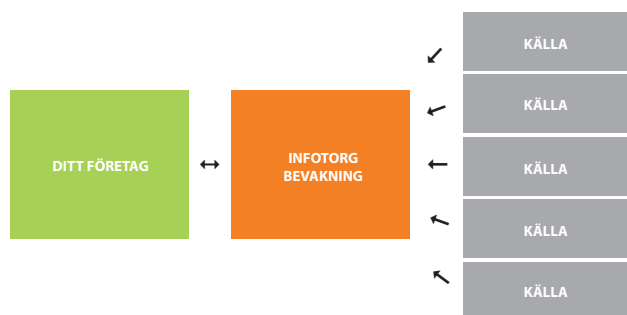 DITT FÖRETAG
INFOTORG
BEVAKNING
KÄLLA
KÄLLA
KÄLLA
KÄLLA
KÄLLA